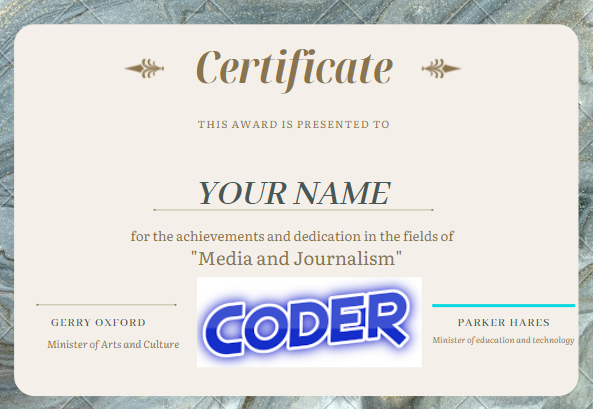 Certificate
THIS AWARD IS PRESENTED TO
YOUR NAME
for the achievements and dedication in the fields of
"Media and Journalism"
CODER
GERRY OXFORD
Minister of Arts and Culture
PARKER HARES
Minister of education and technology